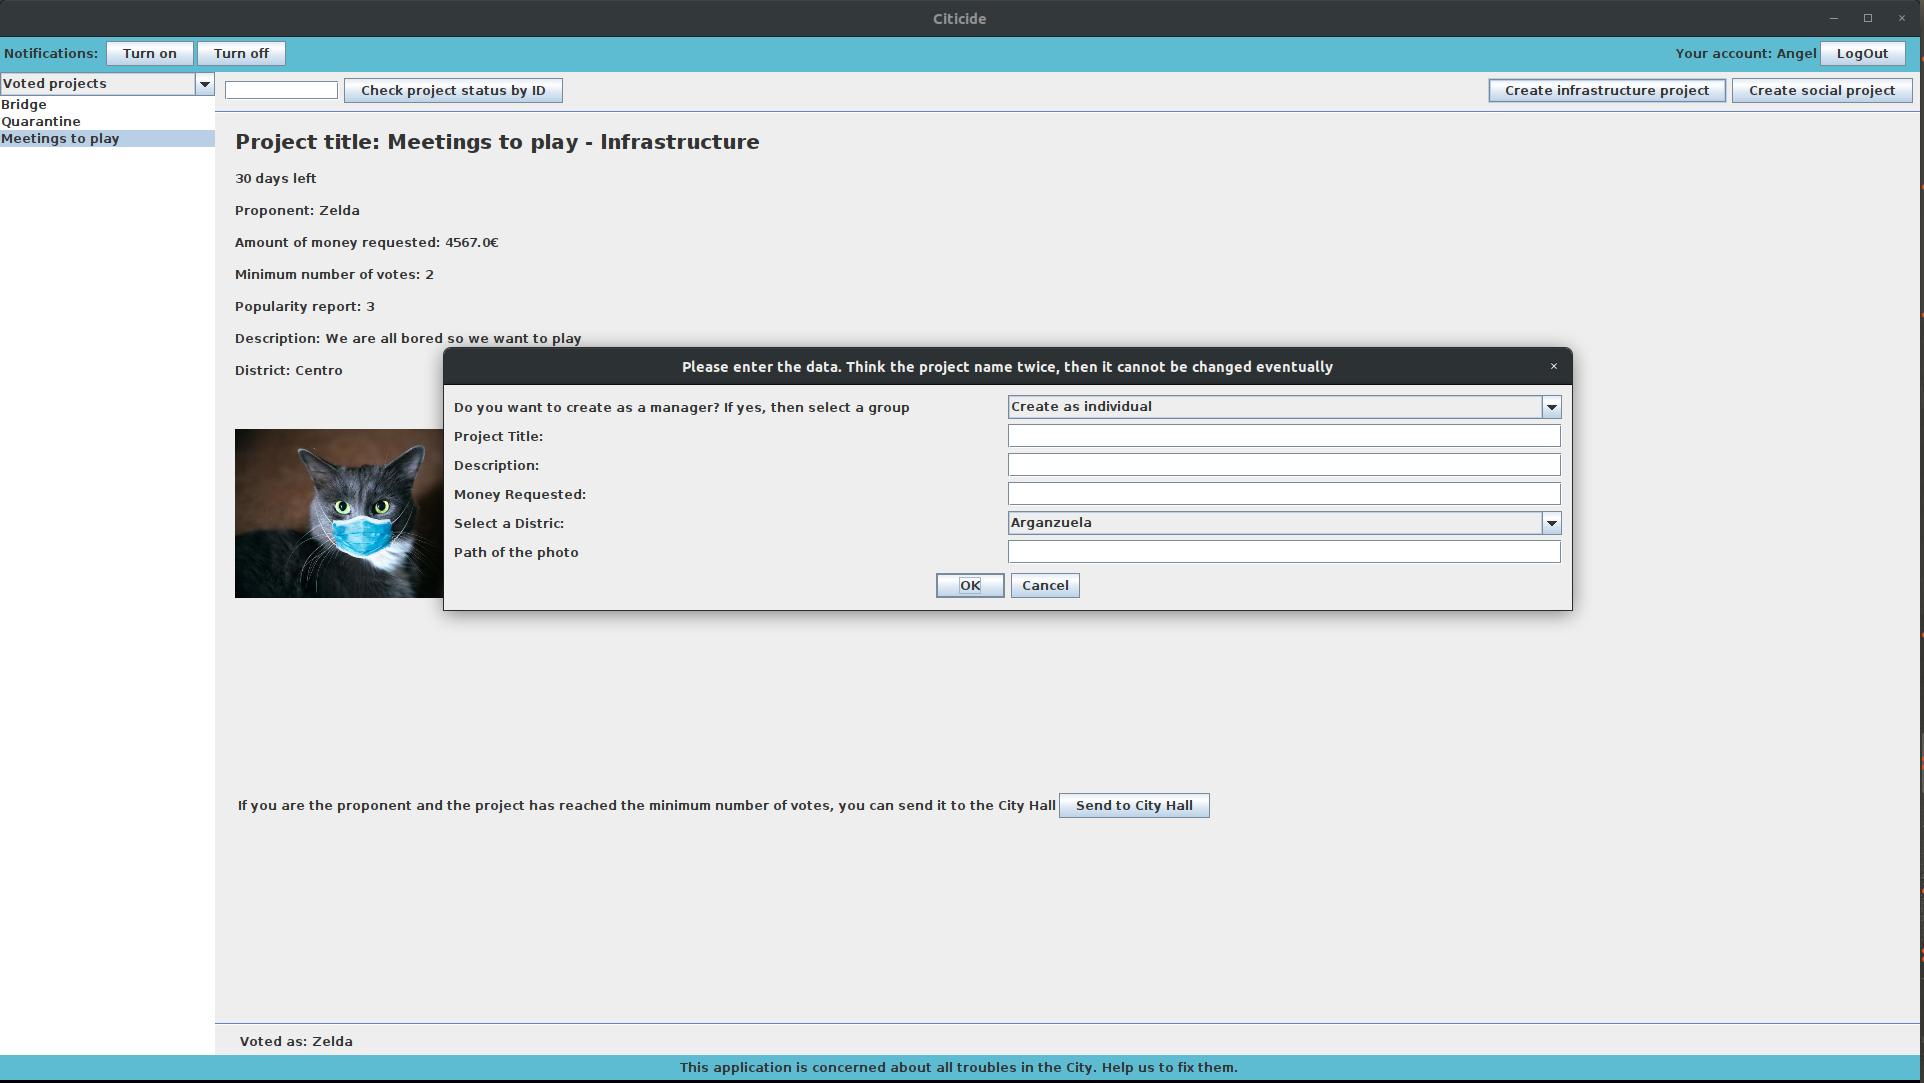 Citicide
Notifications: Turn on Turn off Your account: Angel LogOut
Voted projects
Check project status by ID Create infrastructure project Create social project
Bridge
Quarantine
Meetings to play
Project title: Meetings to play - Infrastructure
30 days left
Proponent: Zelda
Amount of money requested: 4567.0€
Minimum number of votes: 2
Popularity report: 3
Description: We are all bored so we want to play
District: Centro
Please enter the data. Think the project name twice, then it cannot be changed eventually
Do you want to create as a manager? If yes, then select a group Create as individual
Project Title:
Description:
Money Requested:
Select a Distric: Arganzuela
Path of the photo
OK Cancel
If you are the proponent and the project has reached the minimum number of votes, you can send it to the City Hall Send to City Hall
Voted as: Zelda
This application is concerned about all troubles in the City. Help us to fix them.